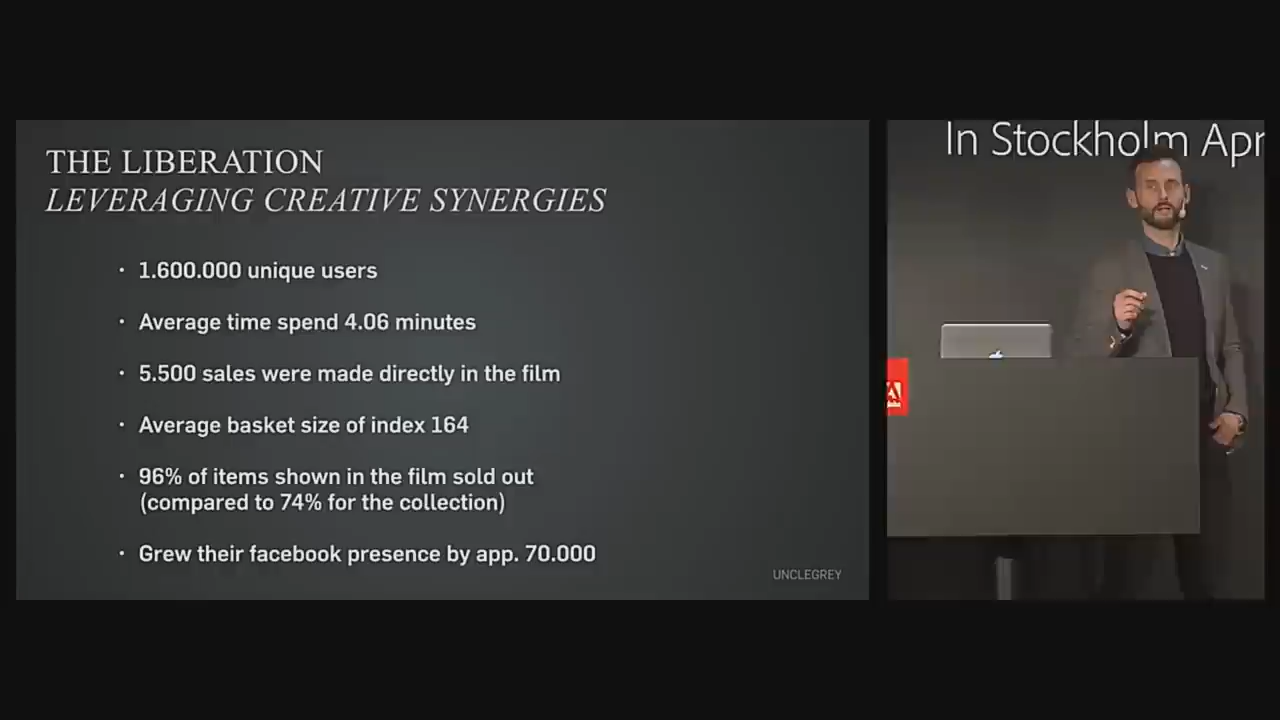 THE LIBERATION
LEVERAGING CREATIVE SYNERGIES
· 1.600.000 unique users
· Average time spend 4.06 minutes
· 5.500 sales were made directly in the film
· Average basket size of index 164
· 96% of items shown in the film sold out
(compared to 74% for the collection)
· Grew their facebook presence by app. 70.000
UNCLEGREY
In Stockholm Apr